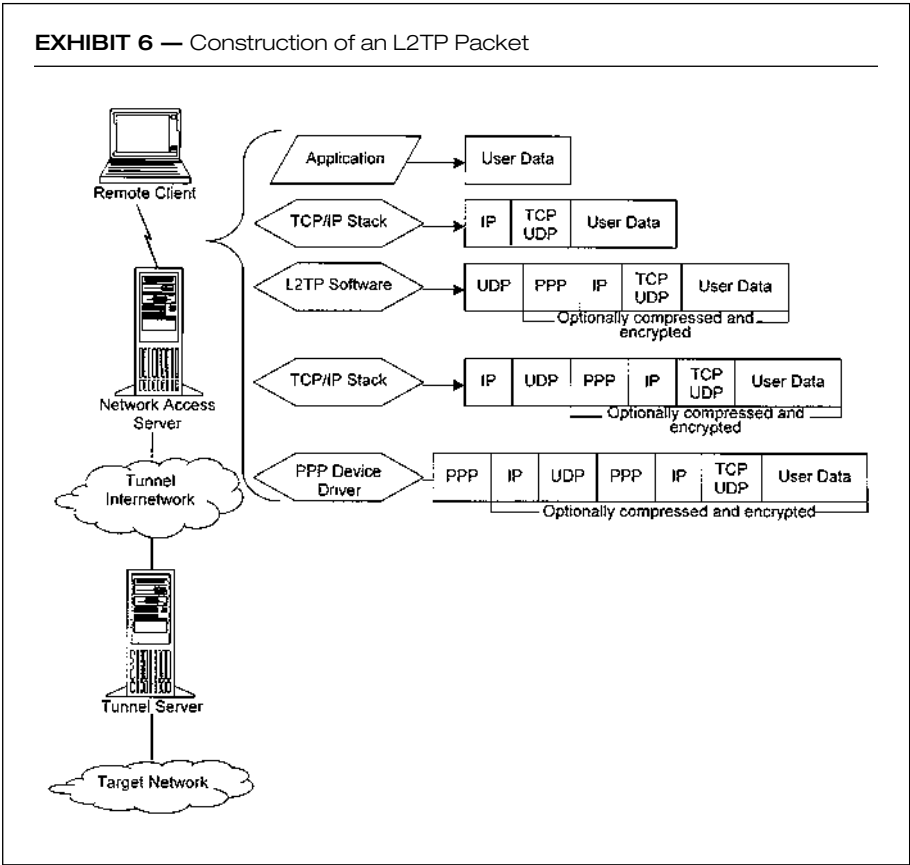 EXHIBIT 6 — Construction of an L2TP Packet
Remote Client
Network Access
Server
Tunnel
Internetwork
Tunnel Server
Target Network
Application
User Data
TCP/IP Stack
IP
TCP
UDP
User Data
L2TP Software
UDP
PPP
IP
TCP
UDP
User Data
Optionally compressed and
encrypted
TCP/IP Stack
IP
UDP
PPP
IP
TCP
UDP
User Data
Optionally compressed and
encrypted
PPP Device
Driver
PPP
IP
UDP
PPP
IP
TCP
UDP
User Data
Optionally compressed and encrypted